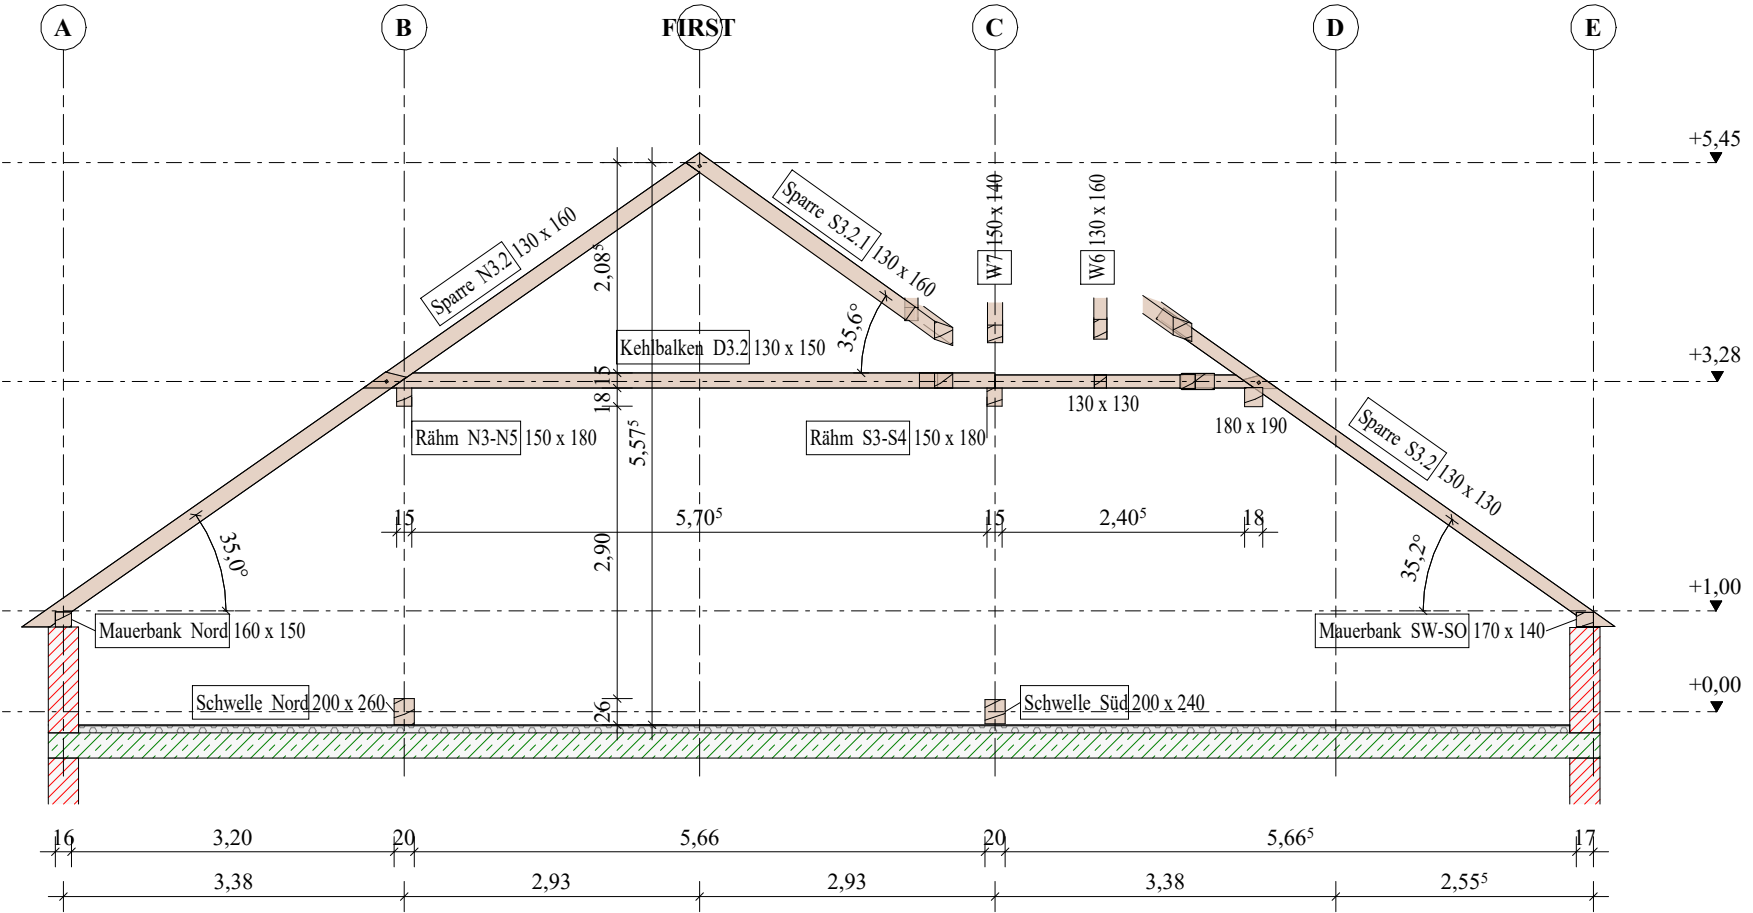 A B FIRST C D E
+5,45
Sparre N3.2 130 x 160
Sparre S3.2.1 130 x 160
W7 150 x 140
W6 130 x 160
2,08⁵
35,6°
Kehlbalken D3.2 130 x 150
+3,28
15
18
130 x 130
180 x 190
Rähm N3-N5 150 x 180
Rähm S3-S4 150 x 180
5,57⁵
Sparre S3.2 130 x 130
15 5,70⁵ 15 2,40⁵ 18
2,90
35,0°
35,2°
+1,00
Mauerbank Nord 160 x 150
Mauerbank SW-SO 170 x 140
+0,00
Schwelle Nord 200 x 260
26
Schwelle Süd 200 x 240
16 3,20 20 5,66 20 5,66⁵ 17
3,38 2,93 2,93 3,38 2,55⁵